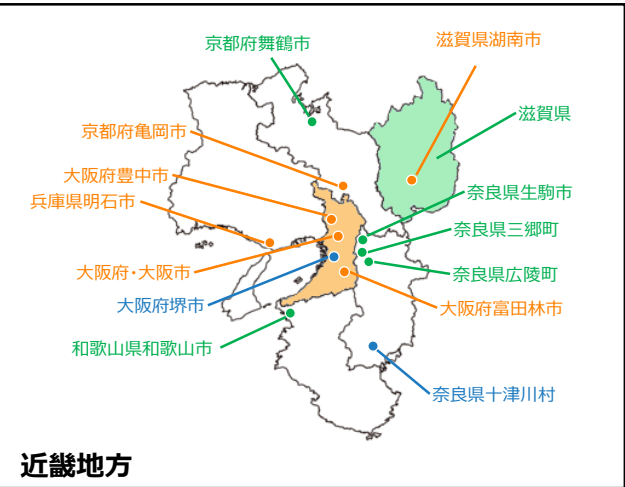 京都府舞鶴市
滋賀県湖南市
滋賀県
京都府亀岡市
大阪府豊中市
奈良県生駒市
兵庫県明石市
奈良県三郷町
大阪府・大阪市
奈良県広陵町
大阪府堺市
大阪府富田林市
和歌山県和歌山市
奈良県十津川村
近畿地方